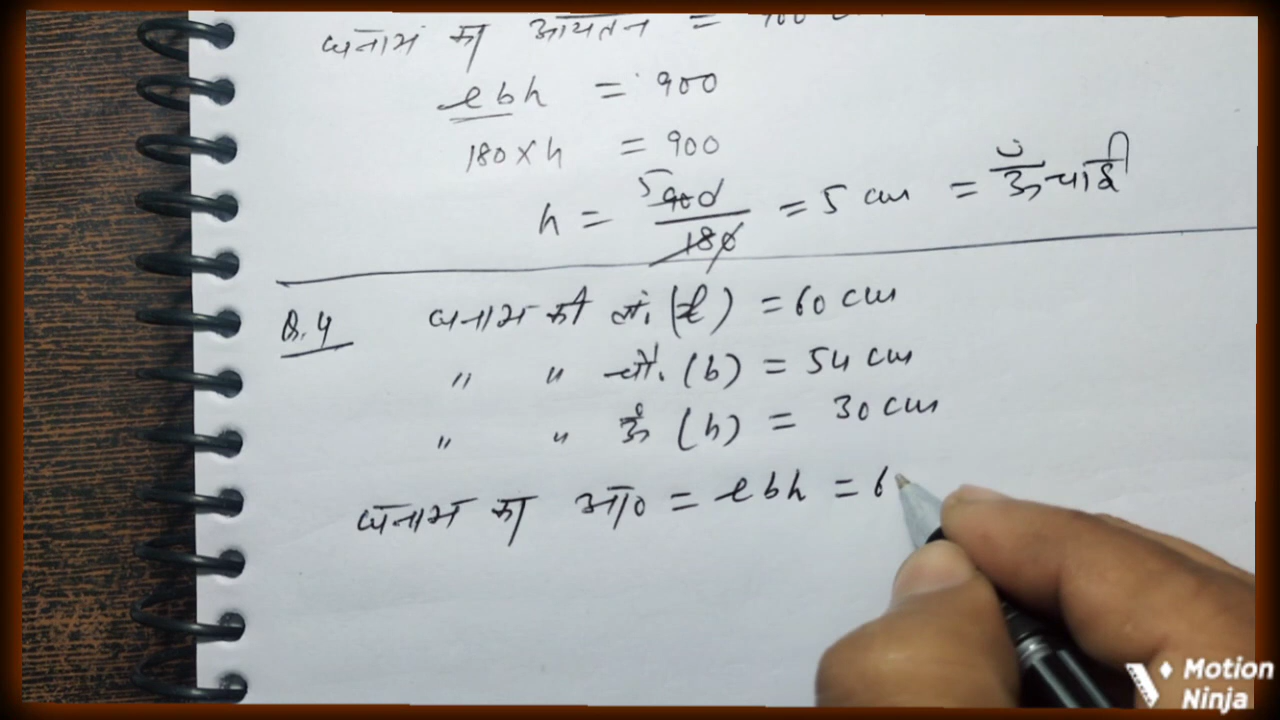 घनाभ का आयतन = 900
lbh = 900
180 × h = 900
h = 900/180 = 5 cm = ऊँचाई
Q.4 घनाभ की लं. (l) = 60 cm
" " चौ. (b) = 54 cm
" " ऊँ (h) = 30 cm
घनाभ का आ० = lbh = 6
Motion
Ninja